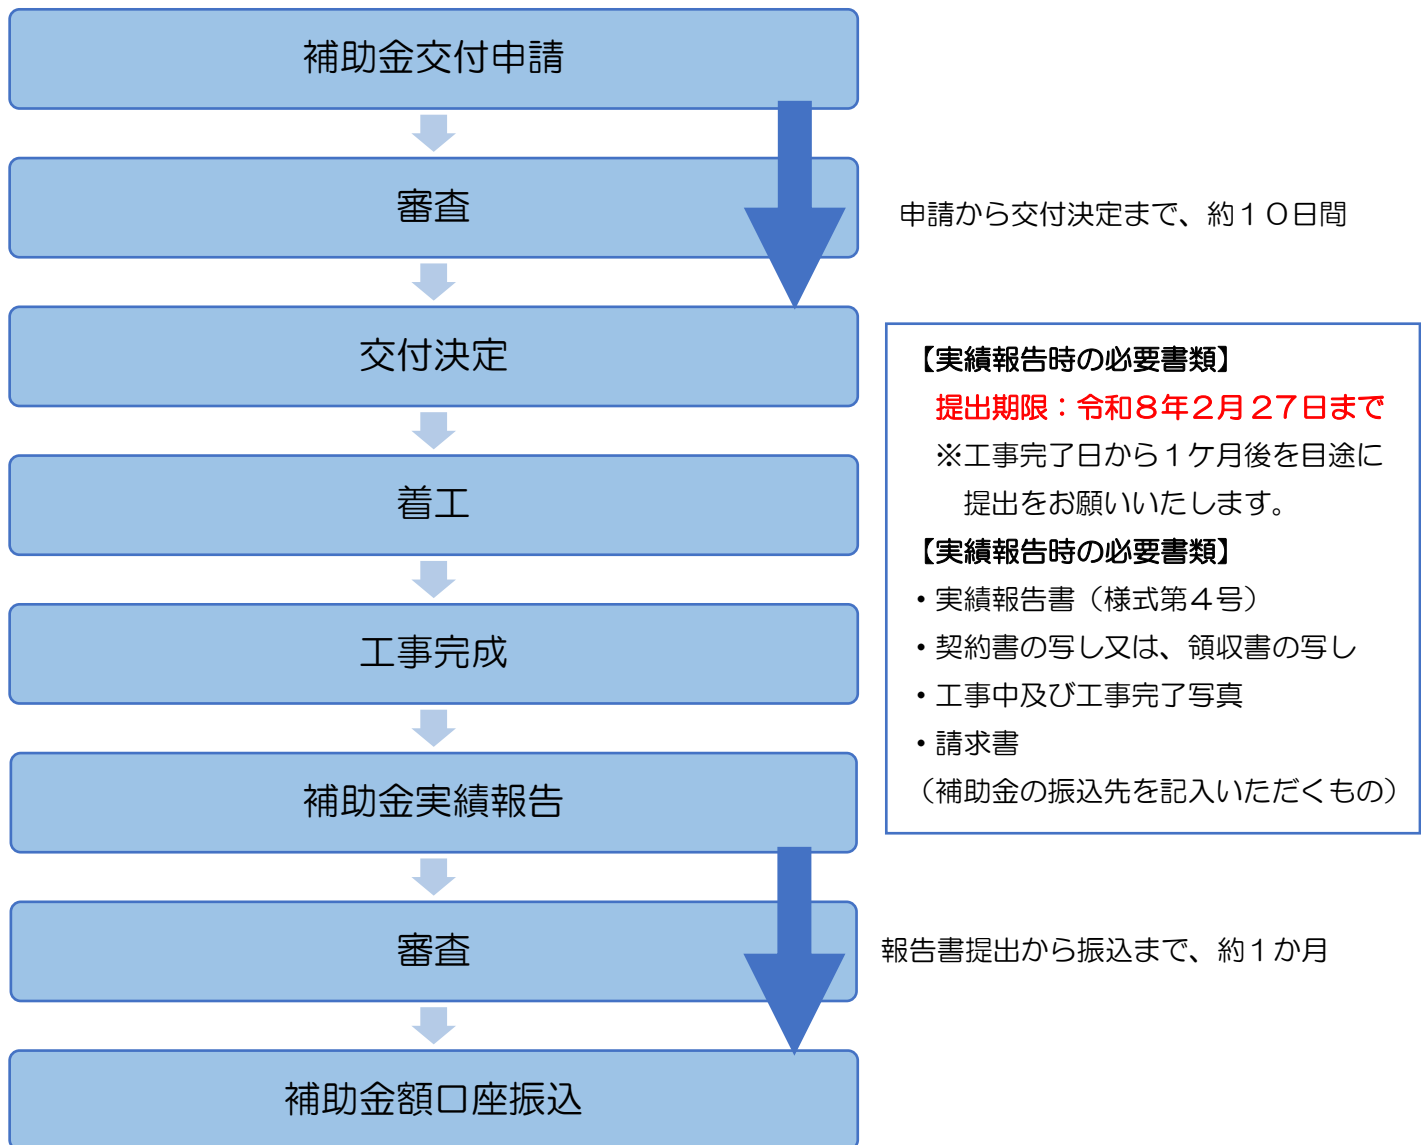 補助金交付申請
審査
申請から交付決定まで、約１０日間
交付決定
【実績報告時の必要書類】
提出期限：令和８年２月２７日まで
※工事完了日から１ケ月後を目途に
提出をお願いいたします。
【実績報告時の必要書類】
・実績報告書（様式第４号）
・契約書の写し又は、領収書の写し
・工事中及び工事完了写真
・請求書
（補助金の振込先を記入いただくもの）
着工
工事完成
補助金実績報告
審査
報告書提出から振込まで、約１か月
補助金額口座振込